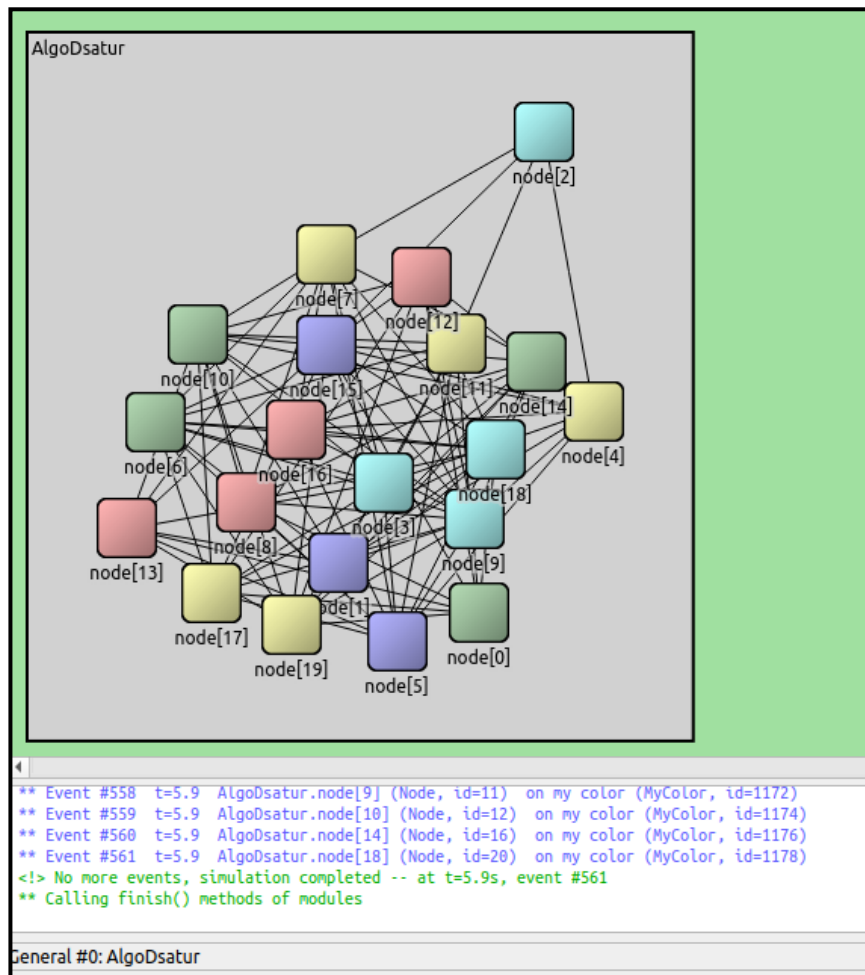 AlgoDsatur
node[2]
node[7]
node[12]
node[10]
node[15]
node[11]
node[14]
node[6]
node[16]
node[18]
node[4]
node[3]
node[8]
node[9]
node[13]
ode[1]
node[17]
node[19]
node[5]
node[0]
** Event #558 t=5.9 AlgoDsatur.node[9] (Node, id=11) on my color (MyColor, id=1172)
** Event #559 t=5.9 AlgoDsatur.node[10] (Node, id=12) on my color (MyColor, id=1174)
** Event #560 t=5.9 AlgoDsatur.node[14] (Node, id=16) on my color (MyColor, id=1176)
** Event #561 t=5.9 AlgoDsatur.node[18] (Node, id=20) on my color (MyColor, id=1178)
<!> No more events, simulation completed -- at t=5.9s, event #561
** Calling finish() methods of modules
General #0: AlgoDsatur